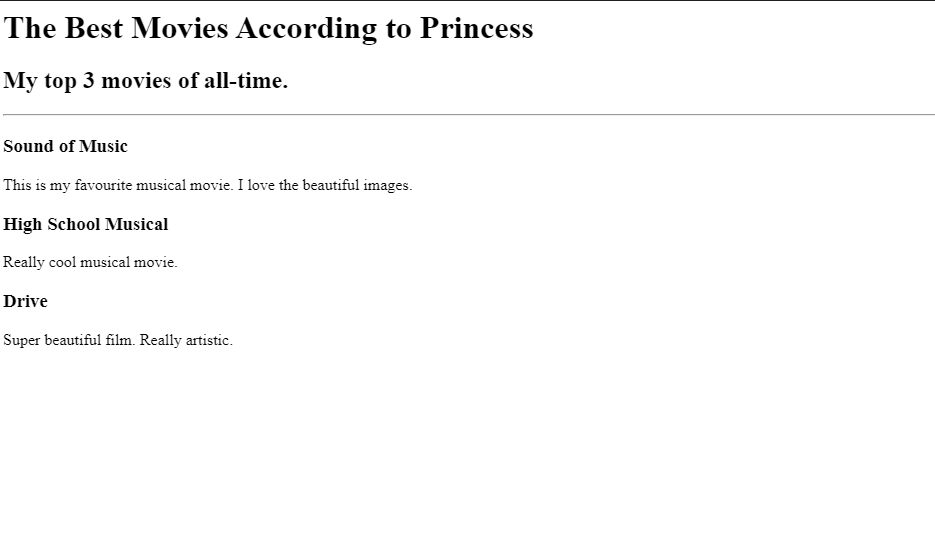 The Best Movies According to Princess
My top 3 movies of all-time.
Sound of Music
This is my favourite musical movie. I love the beautiful images.
High School Musical
Really cool musical movie.
Drive
Super beautiful film. Really artistic.